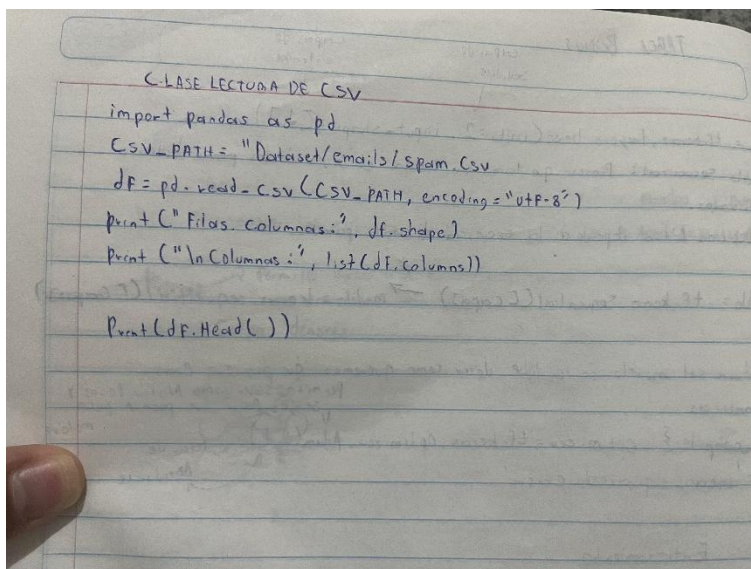 CLASE LECTURA DE CSV
import pandas as pd
CSV_PATH = "Dataset/emails/spam.csv
df = pd.read_csv(CSV_PATH, encoding="utf-8")
print("Filas. columnas:", df.shape)
print("\n Columnas:", list(df.columns))
Print(df.Head())